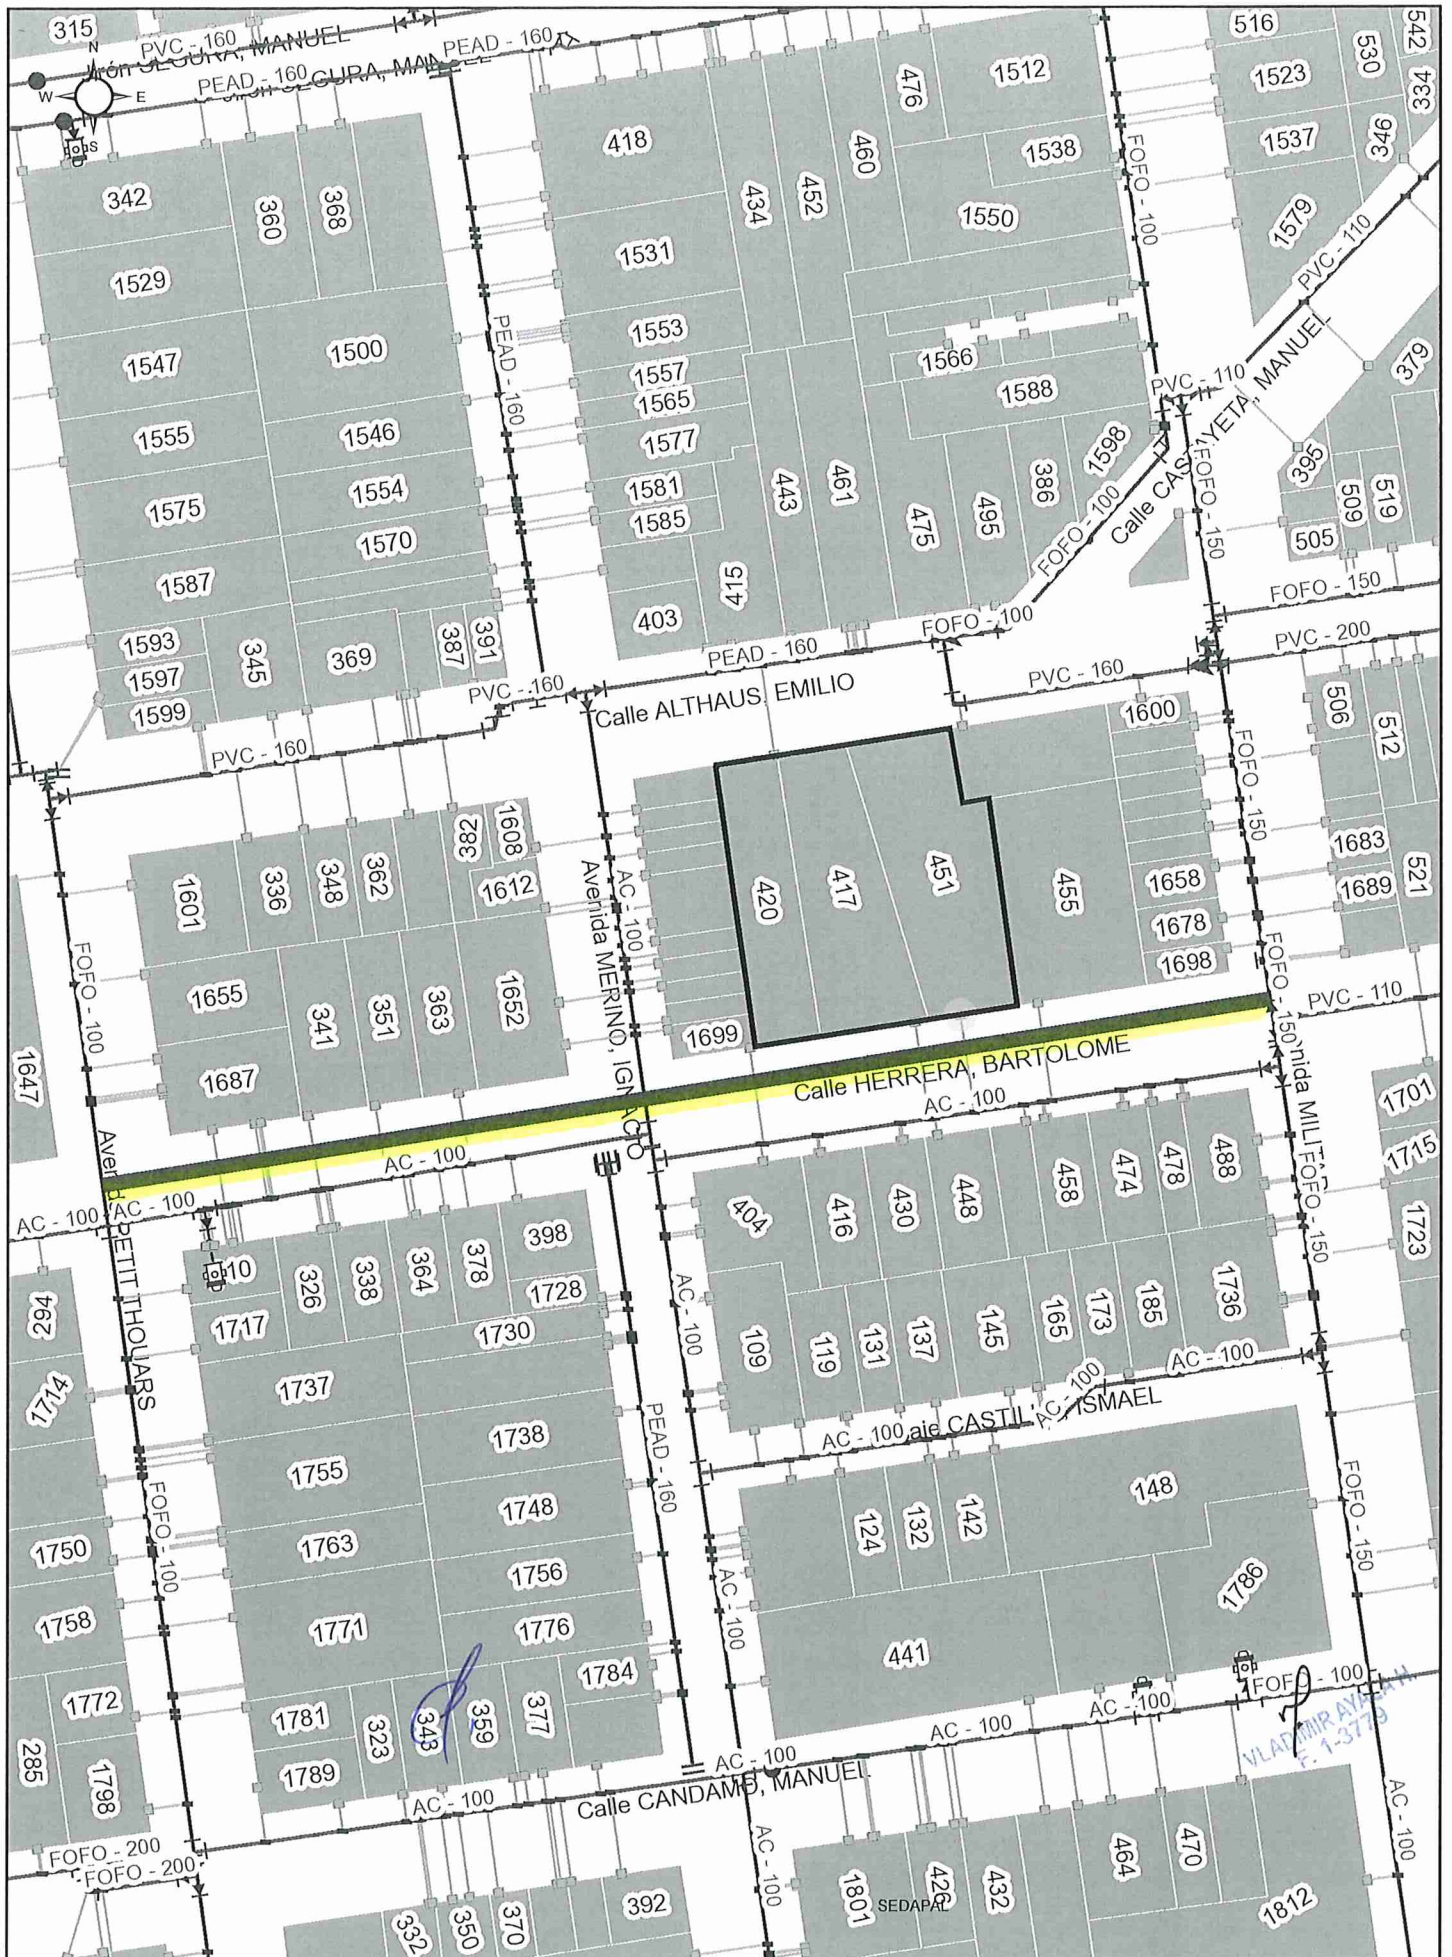 315
PVC - 160
SEGURA, MANUEL
PEAD - 160
N
W
E
S
PEAD - 160
418
434
452
460
476
1512
1538
1550
516
1523
1537
1579
530
542
346
334
FOFO - 100
PVC - 110
342
360
368
1529
1547
1500
1555
1546
1575
1554
1570
1587
1593
1597
1599
345
369
387
391
PEAD - 160
1531
1553
1557
1565
1577
1581
1585
403
415
443
461
475
495
386
1598
1566
1588
PVC - 110
FOFO - 100
FOFO - 150
379
395
509
519
505
FOFO - 150
PVC - 200
FOFO - 100
PEAD - 160
PVC - 160
PVC - 160
Calle ALTHAUS, EMILIO
PVC - 160
1600
506
512
FOFO - 150
1601
336
348
362
382
1608
1612
AC - 100
Avenida MERINO, IGNACIO
420
417
451
455
1658
1678
1698
1683
1689
521
FOFO - 100
1655
341
351
363
1652
1687
1647
1699
FOFO - 150
PVC - 110
Calle HERRERA, BARTOLOME
AC - 100
AC - 100
AC - 100
AC - 100
PETIT THOUARS
404
416
430
448
458
474
478
488
1701
1715
1723
FOFO - 150
10
326
338
364
378
398
1728
1717
1730
264
1714
AC - 100
109
119
131
137
145
165
173
185
1736
AC - 100
AC - 100
AC - 100
1737
1738
1755
1748
1763
1756
1771
1776
1784
PEAD - 160
FOFO - 100
1750
1758
1772
1798
285
124
132
142
148
1786
441
AC - 100
FOFO - 150
1781
1789
323
343
359
377
AC - 100
AC - 100
AC - 100
VLADIMIR AYALA H.
AC - 100
AC - 100
Calle CANDAMO, MANUEL
FOFO - 200
FOFO - 200
AC - 100
332
350
370
392
1801
426
432
464
470
1812
SEDAPAL